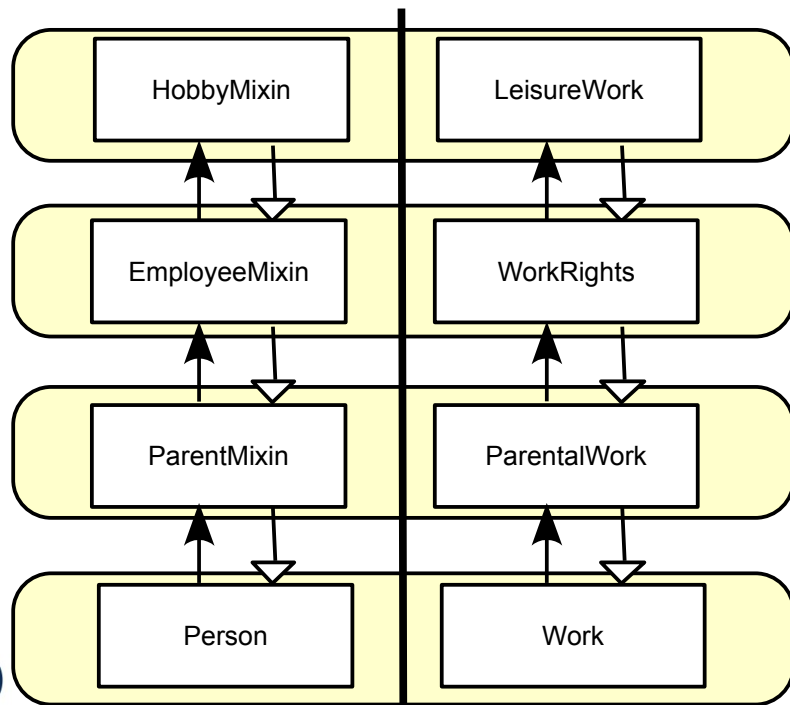 HobbyMixin
LeisureWork
EmployeeMixin
WorkRights
ParentMixin
ParentalWork
Person
Work